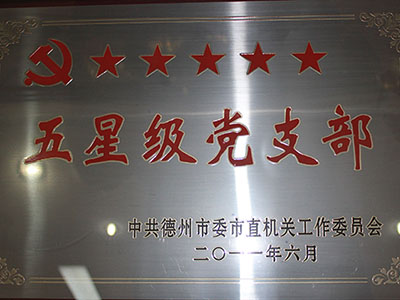 五星级党支部
中共德州市委市直机关工作委员会
二〇一一年六月